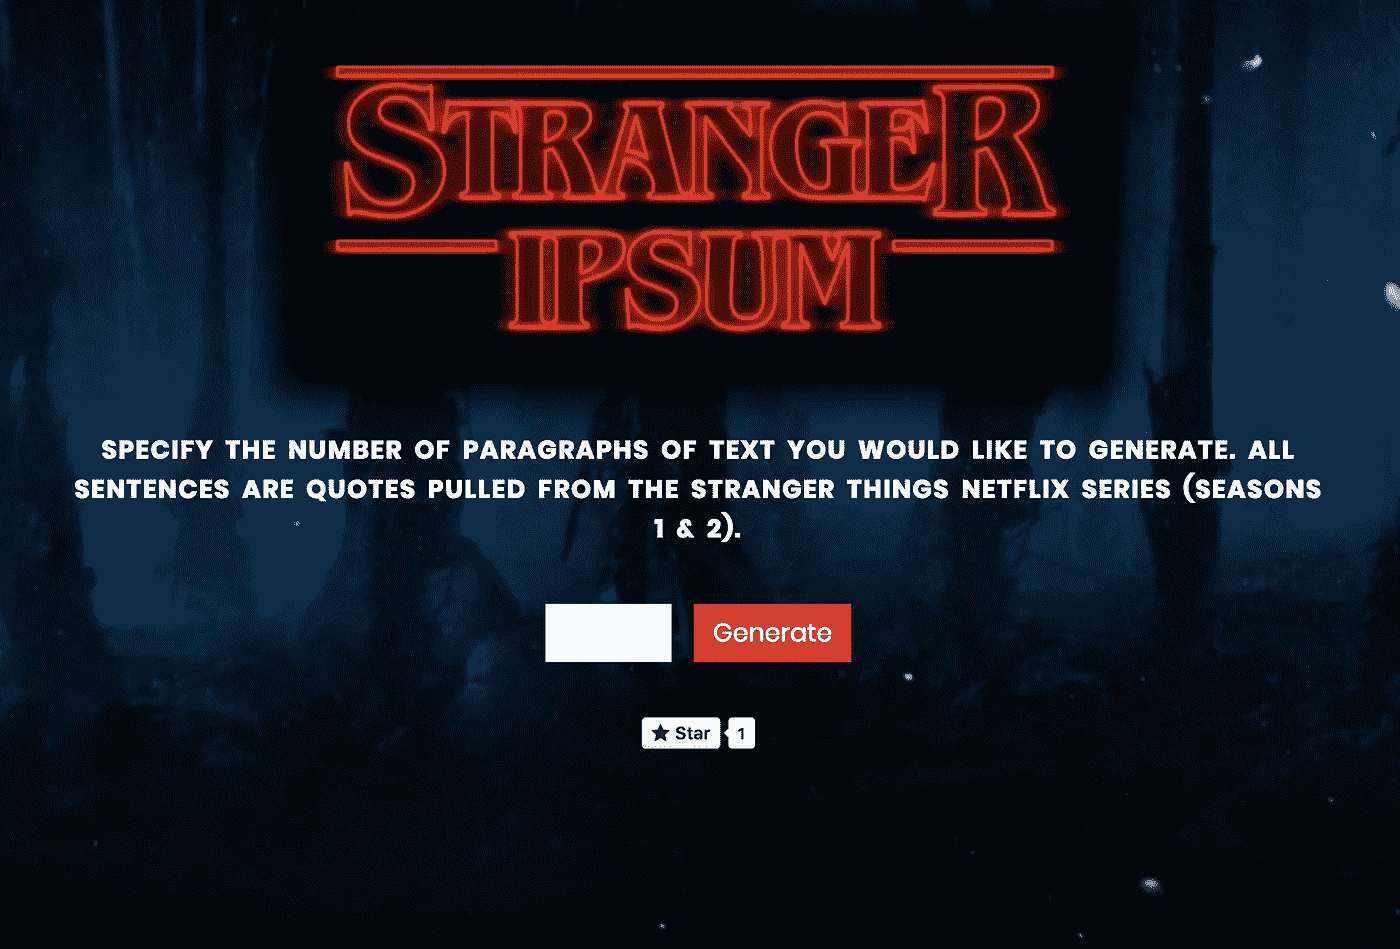 STRANGER
IPSUM
SPECIFY THE NUMBER OF PARAGRAPHS OF TEXT YOU WOULD LIKE TO GENERATE. ALL
SENTENCES ARE QUOTES PULLED FROM THE STRANGER THINGS NETFLIX SERIES (SEASONS
1 & 2).
Generate
Star 1